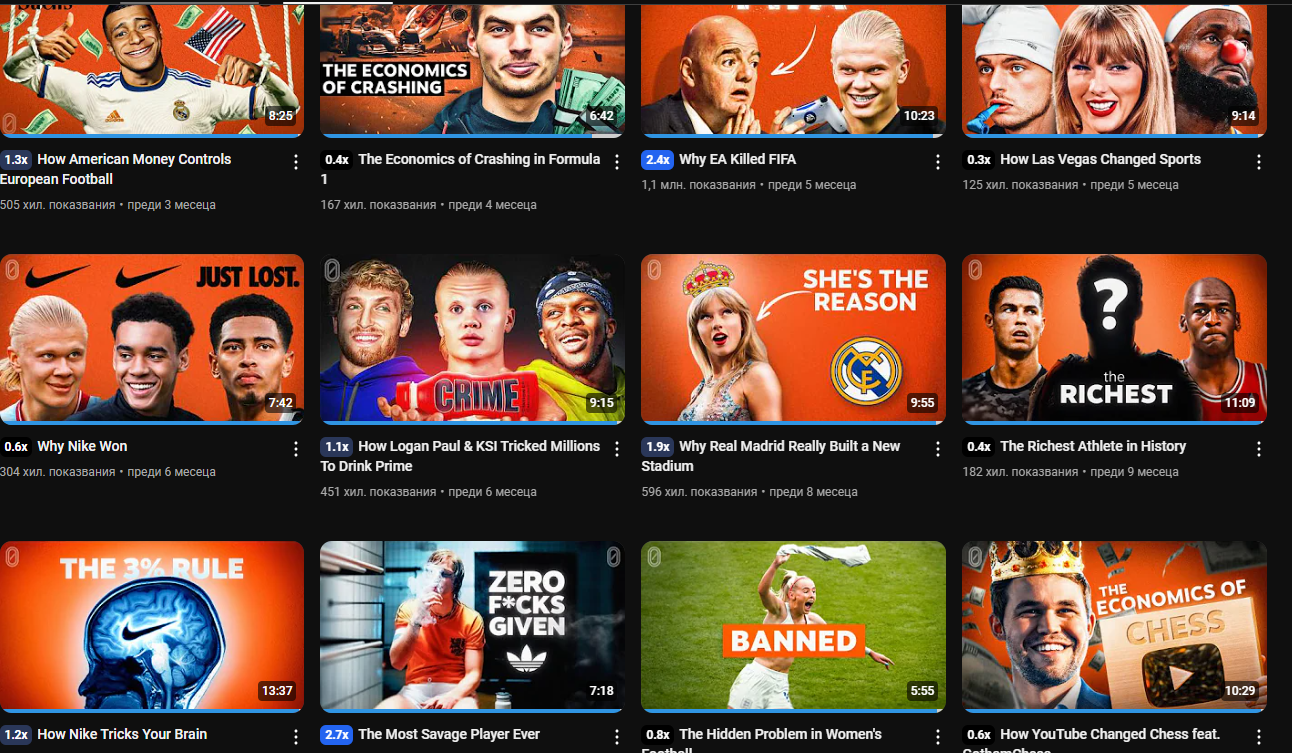 8:25
THE ECONOMICS
OF CRASHING
6:42
10:23
9:14
1.3x How American Money Controls
European Football
505 хил. показвания • преди 3 месеца
0.4x The Economics of Crashing in Formula
1
167 хил. показвания • преди 4 месеца
2.4x Why EA Killed FIFA
1,1 млн. показвания • преди 5 месеца
0.3x How Las Vegas Changed Sports
125 хил. показвания • преди 5 месеца
JUST LOST.
7:42
CRIME
9:15
SHE'S THE
REASON
9:55
?
the
RICHEST
11:09
0.6x Why Nike Won
304 хил. показвания • преди 6 месеца
1.1x How Logan Paul & KSI Tricked Millions
To Drink Prime
451 хил. показвания • преди 6 месеца
1.9x Why Real Madrid Really Built a New
Stadium
596 хил. показвания • преди 8 месеца
0.4x The Richest Athlete in History
182 хил. показвания • преди 9 месеца
THE 3% RULE
13:37
ZERO
F*CKS
GIVEN
7:18
BANNED
5:55
THE
ECONOMICS OF
CHESS
10:29
1.2x How Nike Tricks Your Brain
2.7x The Most Savage Player Ever
0.8x The Hidden Problem in Women's
Football
0.6x How YouTube Changed Chess feat.
GothamChess